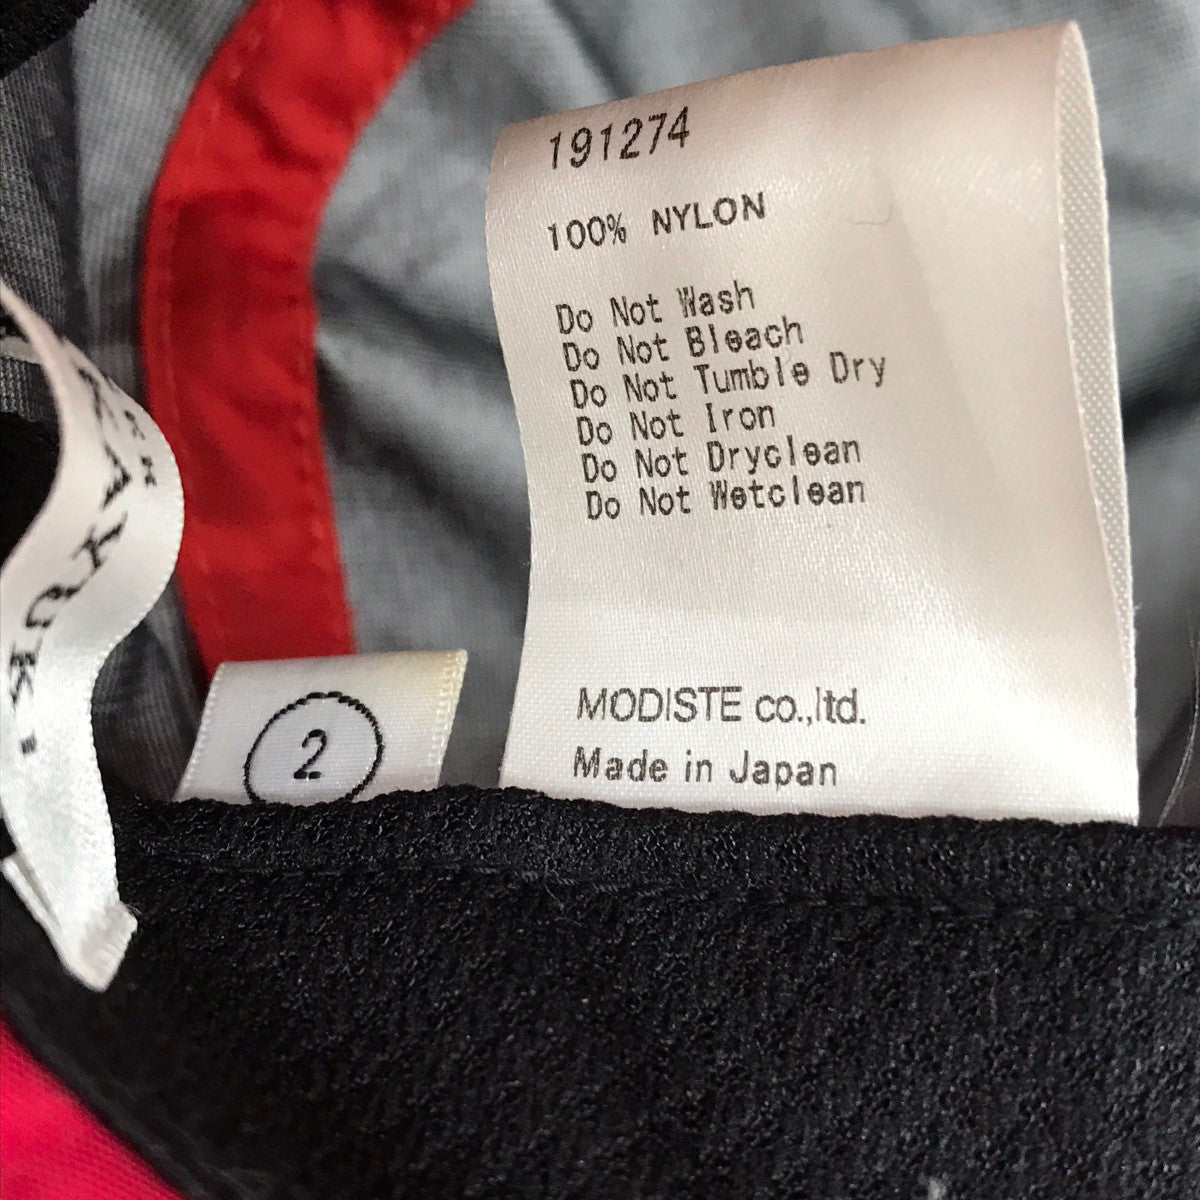 191274
100% NYLON
Do Not Wash
Do Not Bleach
Do Not Tumble Dry
Do Not Iron
Do Not Dryclean
Do Not Wetclean
MODISTE co.,ltd.
Made in Japan
2